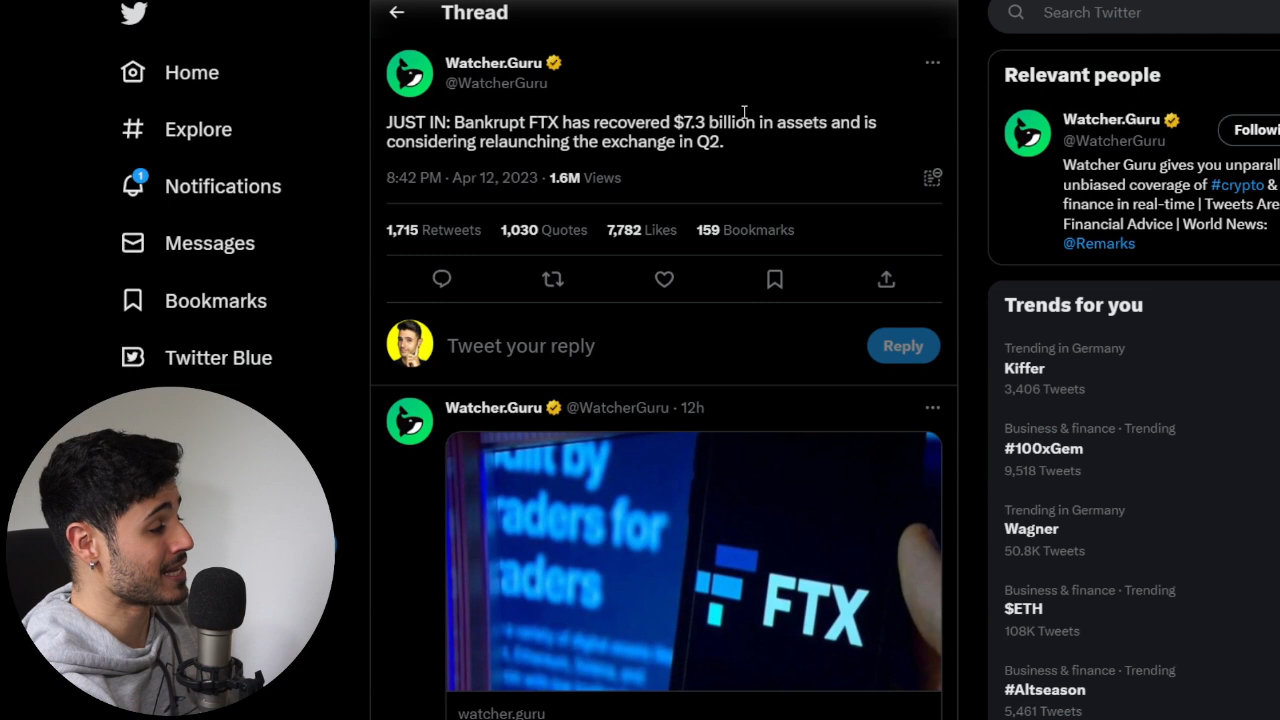 Thread
Search Twitter
Home
Explore
1
Notifications
Messages
Bookmarks
Twitter Blue
Watcher.Guru
@WatcherGuru
JUST IN: Bankrupt FTX has recovered $7.3 billion in assets and is
considering relaunching the exchange in Q2.
8:42 PM · Apr 12, 2023 · 1.6M Views
1,715 Retweets 1,030 Quotes 7,782 Likes 159 Bookmarks
Tweet your reply
Reply
Watcher.Guru @WatcherGuru · 12h
by
raders for
raders
FTX
watcher.guru
Relevant people
Watcher.Guru
@WatcherGuru
Followi
Watcher Guru gives you unparall
unbiased coverage of #crypto &
finance in real-time | Tweets Are
Financial Advice | World News:
@Remarks
Trends for you
Trending in Germany
Kiffer
3,406 Tweets
Business & finance · Trending
#100xGem
9,518 Tweets
Trending in Germany
Wagner
50.8K Tweets
Business & finance · Trending
$ETH
108K Tweets
Business & finance · Trending
#Altseason
5,461 Tweets